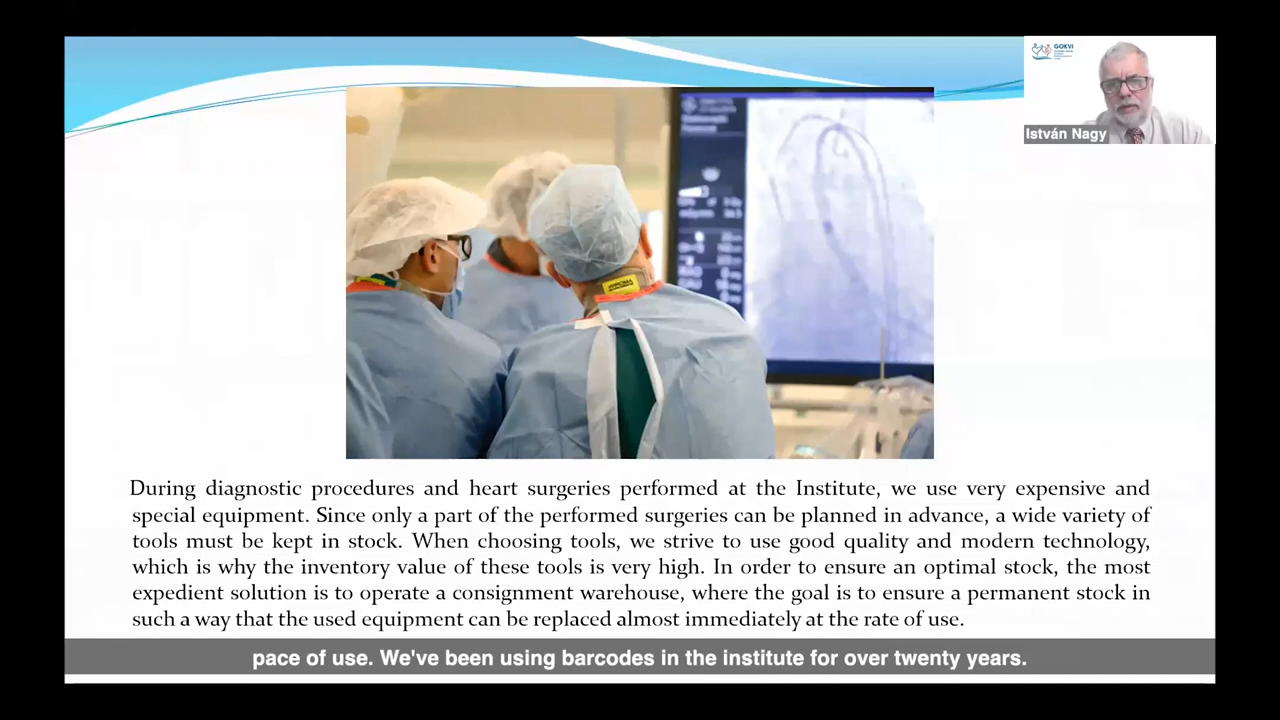 GOKVI
István Nagy
During diagnostic procedures and heart surgeries performed at the Institute, we use very expensive and
special equipment. Since only a part of the performed surgeries can be planned in advance, a wide variety of
tools must be kept in stock. When choosing tools, we strive to use good quality and modern technology,
which is why the inventory value of these tools is very high. In order to ensure an optimal stock, the most
expedient solution is to operate a consignment warehouse, where the goal is to ensure a permanent stock in
such a way that the used equipment can be replaced almost immediately at the rate of use.
pace of use. We've been using barcodes in the institute for over twenty years.